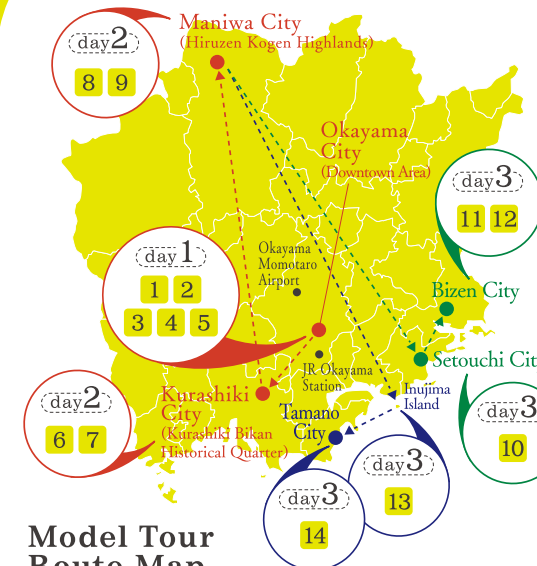 day2
8 9
Maniwa City
(Hiruzen Kogen Highlands)
Okayama
City
(Downtown Area)
day3
11 12
day1
1 2
3 4 5
Okayama
Momotaro
Airport
Bizen City
JR Okayama
Station
Setouchi Cit
day2
6 7
Kurashiki
City
(Kurashiki Bikan
Historical Quarter)
Inujima
Island
Tamano
City
day3
10
day3
13
day3
14
Model Tour
Route Map